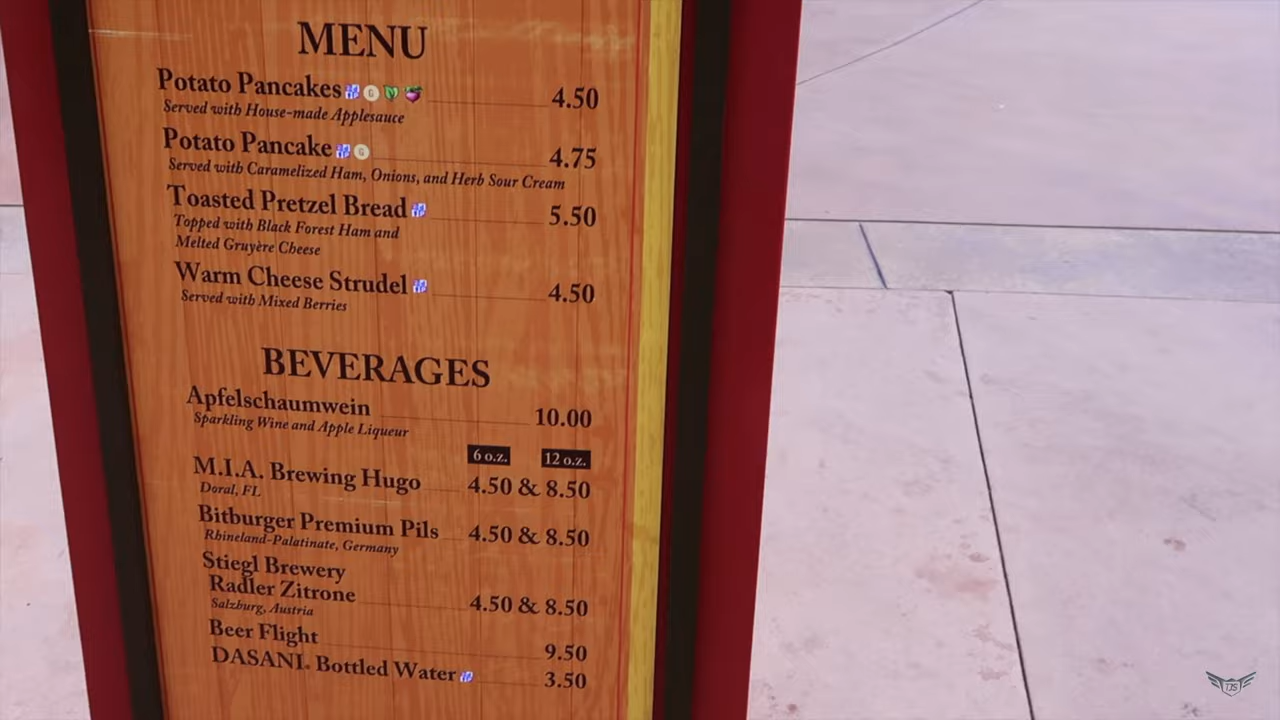 MENU
Potato Pancakes G 4.50
Served with House-made Applesauce
Potato Pancake G 4.75
Served with Caramelized Ham, Onions, and Herb Sour Cream
Toasted Pretzel Bread 5.50
Topped with Black Forest Ham and
Melted Gruyère Cheese
Warm Cheese Strudel 4.50
Served with Mixed Berries
BEVERAGES
Apfelschaumwein 10.00
Sparkling Wine and Apple Liqueur
6 o.z. 12 o.z.
M.I.A. Brewing Hugo 4.50 & 8.50
Doral, FL
Bitburger Premium Pils 4.50 & 8.50
Rhineland-Palatinate, Germany
Stiegl Brewery
Radler Zitrone 4.50 & 8.50
Salzburg, Austria
Beer Flight 9.50
DASANI® Bottled Water 3.50